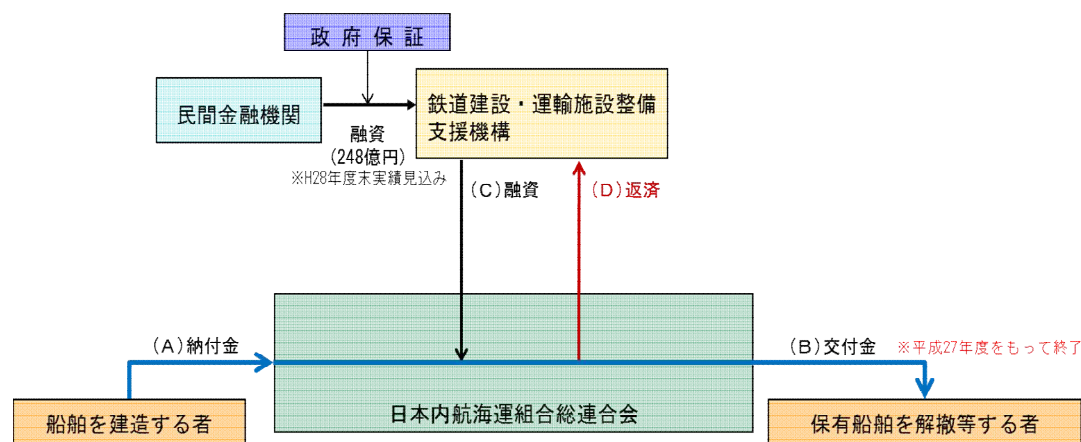 政府保証
民間金融機関
鉄道建設・運輸施設整備
支援機構
融資
(248億円)
※H28年度末実績見込み
(C)融資
(D)返済
(A)納付金
(B)交付金
※平成27年度をもって終了
日本内航海運組合総連合会
船舶を建造する者
保有船舶を解撤等する者